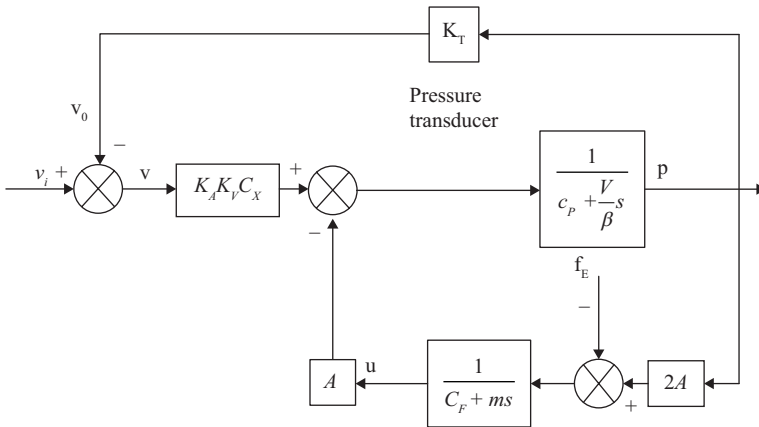 K_T
v_0
Pressure
transducer
−
v_i +
v
K_A K_V C_X
+
−
1
c_P + V/β s
p
f_E
−
A
u
1
C_F + ms
+
2A